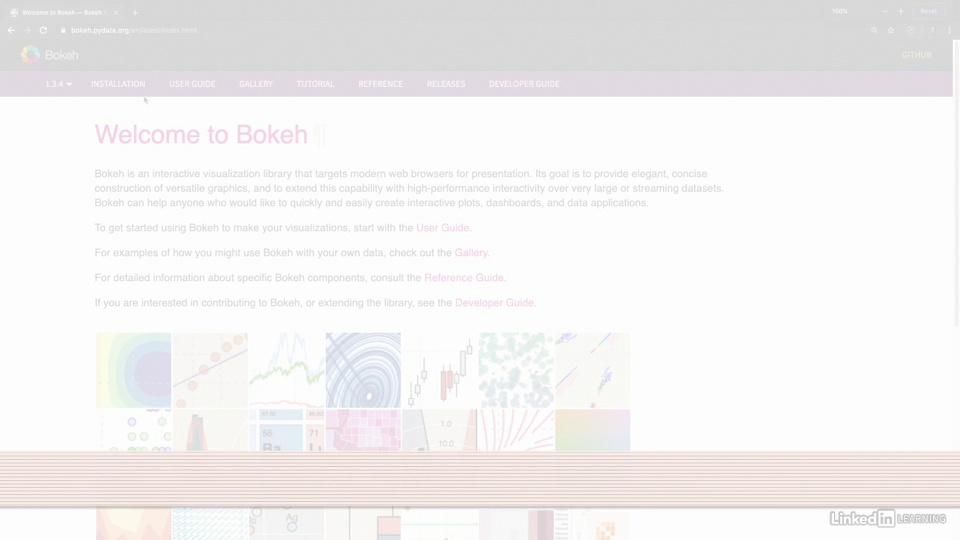 Welcome to Bokeh — Bokeh 1
100%
Reset
bokeh.pydata.org/en/latest/index.html
Bokeh
GITHUB
1.3.4 INSTALLATION USER GUIDE GALLERY TUTORIAL REFERENCE RELEASES DEVELOPER GUIDE
Welcome to Bokeh ¶
Bokeh is an interactive visualization library that targets modern web browsers for presentation. Its goal is to provide elegant, concise
construction of versatile graphics, and to extend this capability with high-performance interactivity over very large or streaming datasets.
Bokeh can help anyone who would like to quickly and easily create interactive plots, dashboards, and data applications.
To get started using Bokeh to make your visualizations, start with the User Guide.
For examples of how you might use Bokeh with your own data, check out the Gallery.
For detailed information about specific Bokeh components, consult the Reference Guide.
If you are interested in contributing to Bokeh, or extending the library, see the Developer Guide.
56 71
Ba
1.0
10.0
Ag
LinkedIn LEARNING